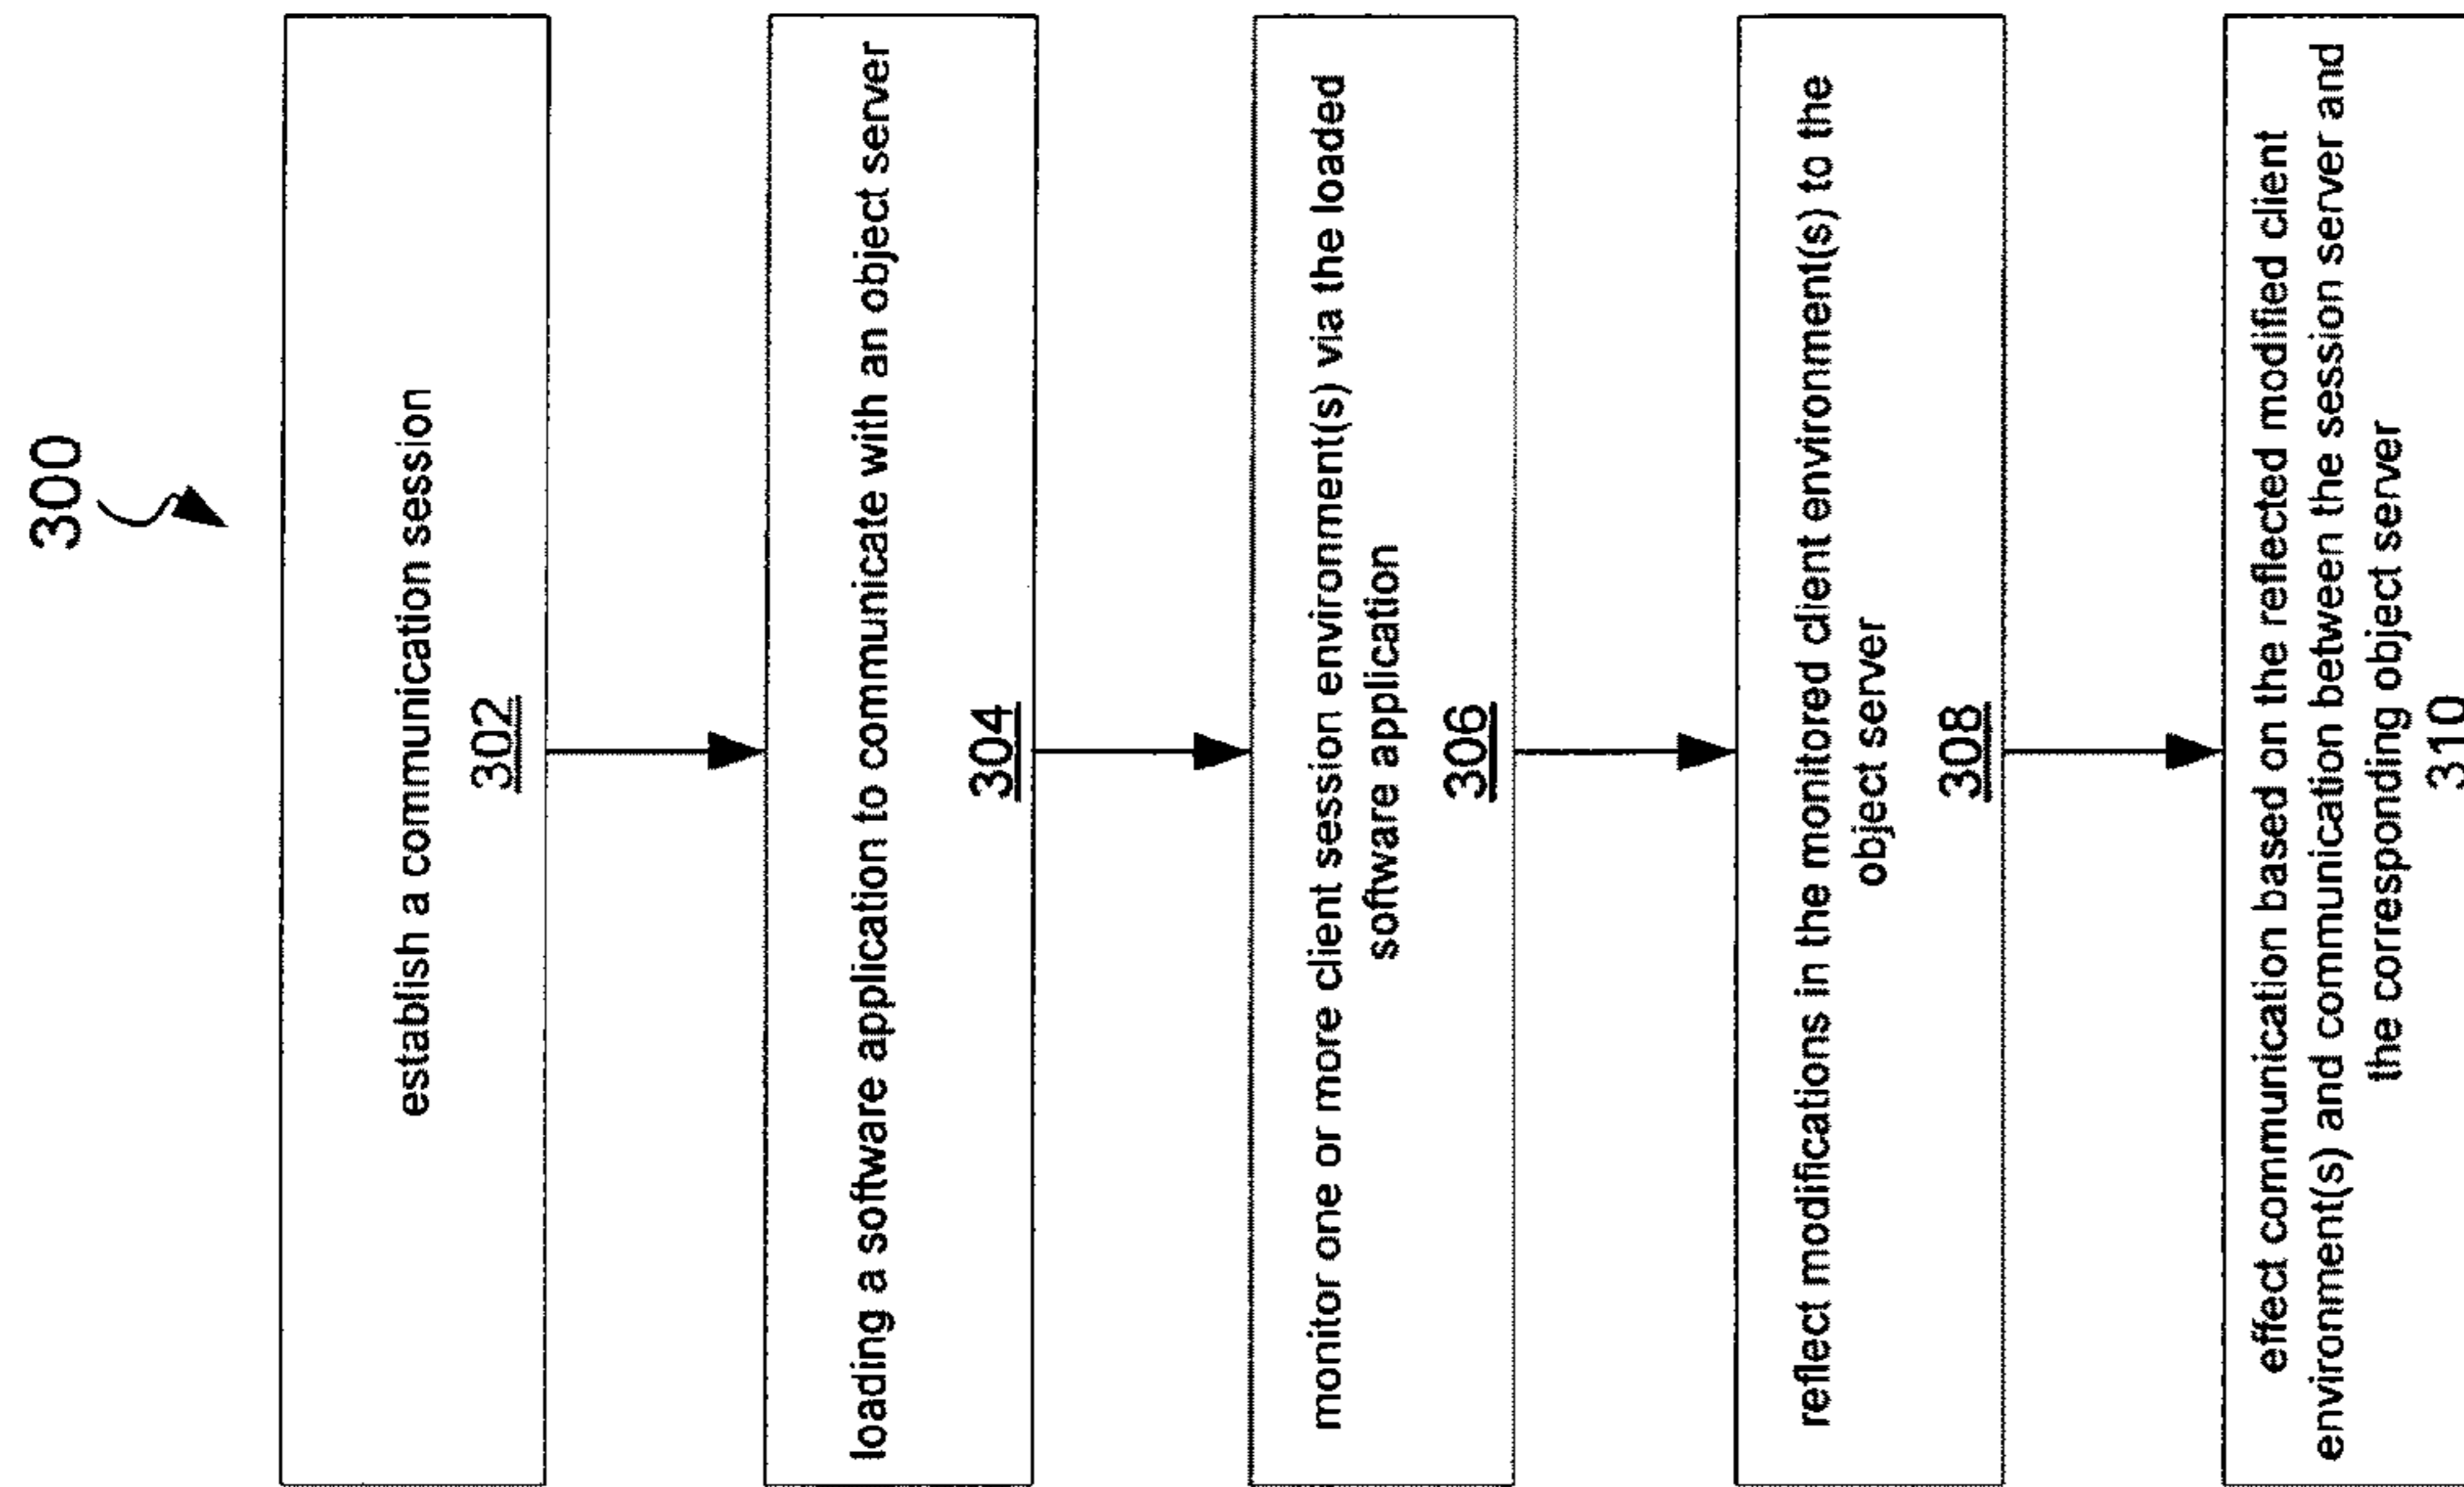 300
establish a communication session
302
loading a software application to communicate with an object server
304
monitor one or more client session environment(s) via the loaded
software application
306
reflect modifications in the monitored client environment(s) to the
object server
308
effect communication based on the reflected modified client
environment(s) and communication between the session server and
the corresponding object server
310